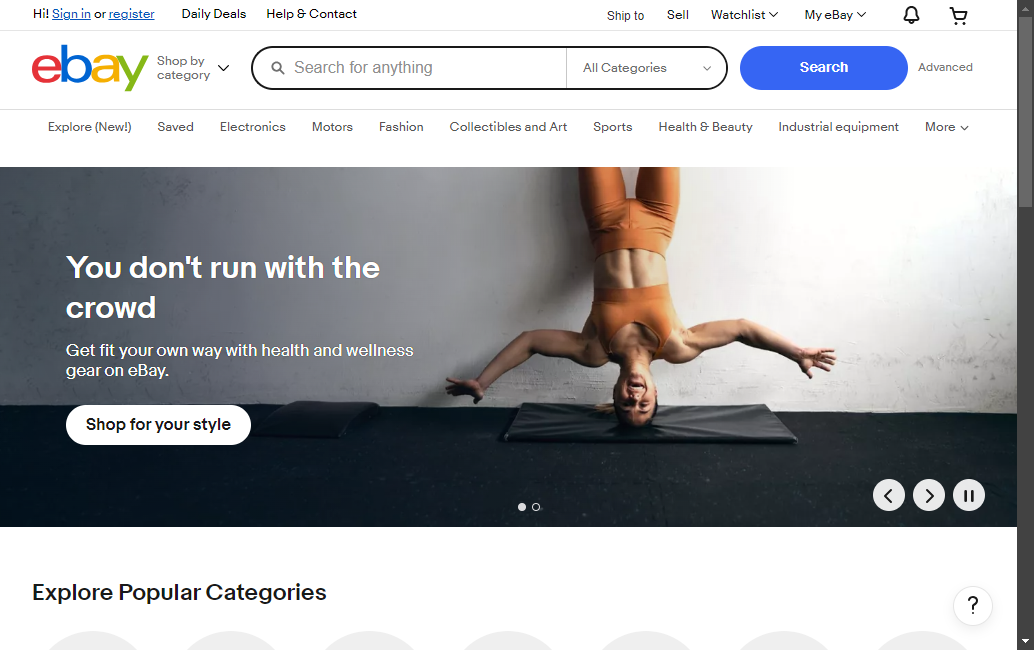 Hi! Sign in or register
Daily Deals
Help & Contact
Ship to
Sell
Watchlist
My eBay
ebay
Shop by
category
Search for anything
All Categories
Search
Advanced
Explore (New!)
Saved
Electronics
Motors
Fashion
Collectibles and Art
Sports
Health & Beauty
Industrial equipment
More
You don't run with the
crowd
Get fit your own way with health and wellness
gear on eBay.
Shop for your style
Explore Popular Categories
?